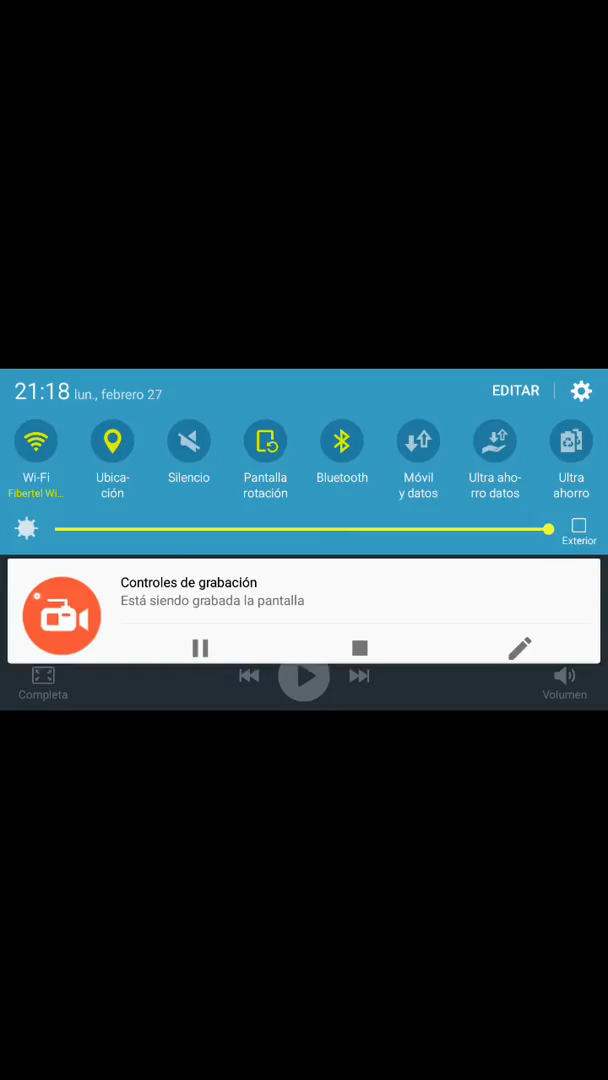 21:18 lun., febrero 27
EDITAR
Wi-Fi
Fibertel Wi...
Ubica-
ción
Silencio
Pantalla
rotación
Bluetooth
Móvil
y datos
Ultra aho-
rro datos
Ultra
ahorro
Exterior
Controles de grabación
Está siendo grabada la pantalla
Completa
Volumen